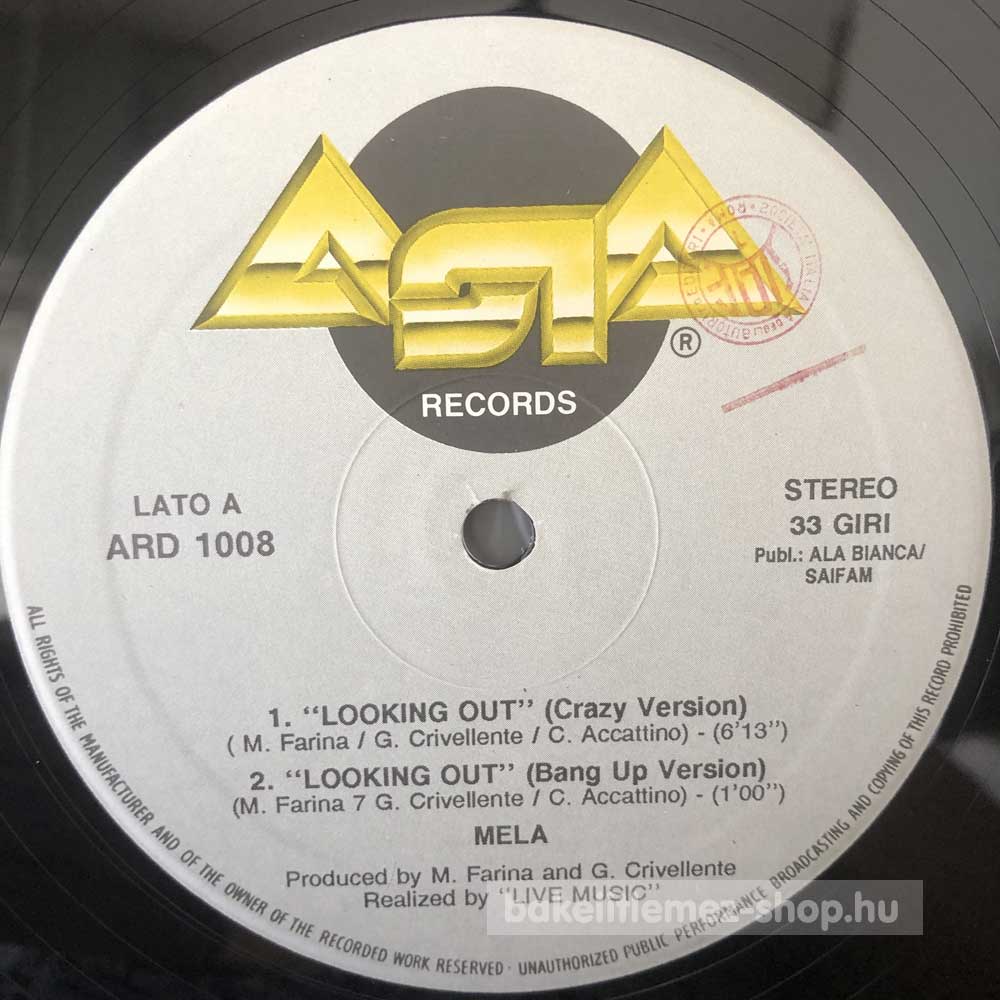 ASTA
®
RECORDS
LATO A
ARD 1008
STEREO
33 GIRI
Publ.: ALA BIANCA/
SAIFAM
1. “LOOKING OUT” (Crazy Version)
( M. Farina / G. Crivellente / C. Accattino) - (6’13”)
2. “LOOKING OUT” (Bang Up Version)
(M. Farina 7 G. Crivellente / C. Accattino) - (1’00”)
MELA
Produced by M. Farina and G. Crivellente
Realized by “LIVE MUSIC”
ALL RIGHTS OF THE MANUFACTURER AND OF THE OWNER OF THE RECORDED WORK RESERVED · UNAUTHORIZED PUBLIC PERFORMANCE BROADCASTING AND COPYING OF THIS RECORD PROHIBITED
bakelitlemez-shop.hu